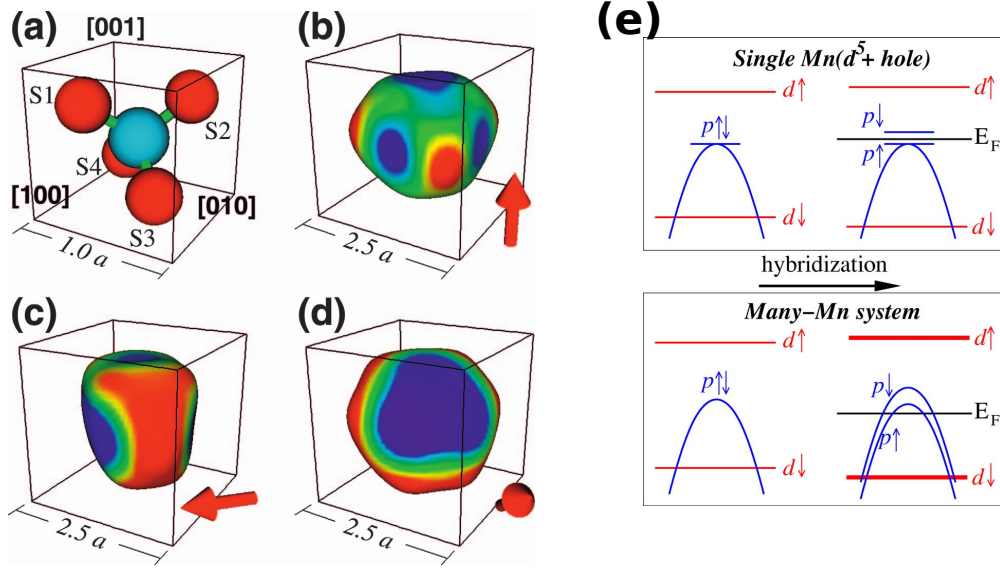 (a)
[001]
S1
S2
S4
[100]
[010]
S3
1.0 a
(b)
2.5 a
(c)
2.5 a
(d)
2.5 a
(e)
Single Mn(d⁵+ hole)
d↑
d↑
p↑↓
p↓
E_F
p↑
d↓
d↓
hybridization
Many−Mn system
d↑
d↑
p↑↓
p↓
E_F
p↑
d↓
d↓